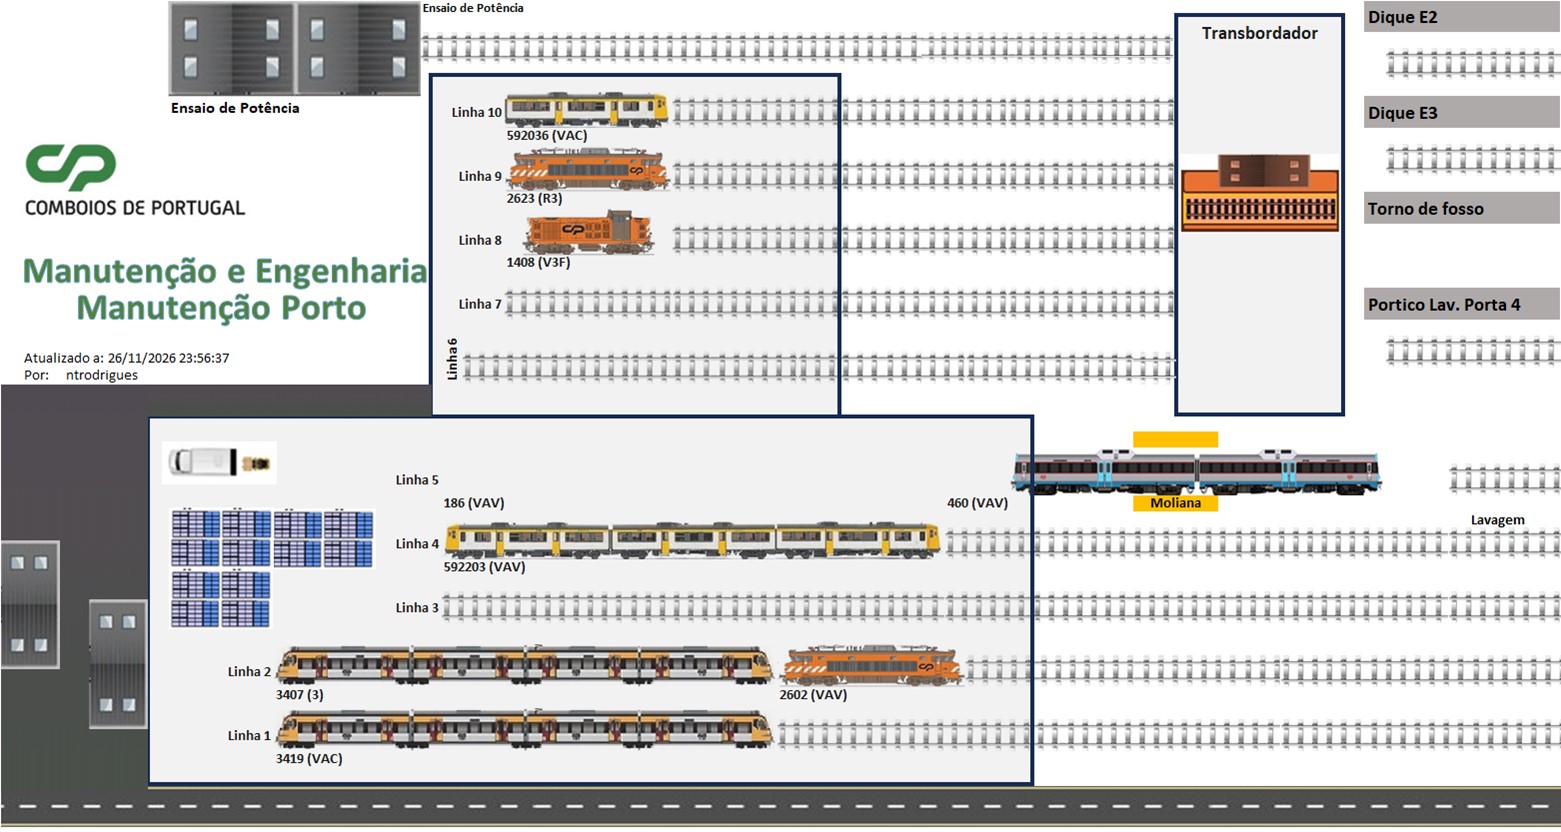 Ensaio de Potência
Ensaio de Potência
Transbordador
Dique E2
Dique E3
Torno de fosso
Portico Lav. Porta 4
CP
COMBOIOS DE PORTUGAL
Manutenção e Engenharia
Manutenção Porto
Atualizado a: 26/11/2026 23:56:37
Por: ntrodrigues
Linha 10
592036 (VAC)
Linha 9
CP
2623 (R3)
Linha 8
CP
1408 (V3F)
Linha 7
Linha 6
Linha 5
186 (VAV)
460 (VAV)
Moliana
Lavagem
Linha 4
592203 (VAV)
Linha 3
Linha 2
CP
3407 (3)
2602 (VAV)
Linha 1
3419 (VAC)